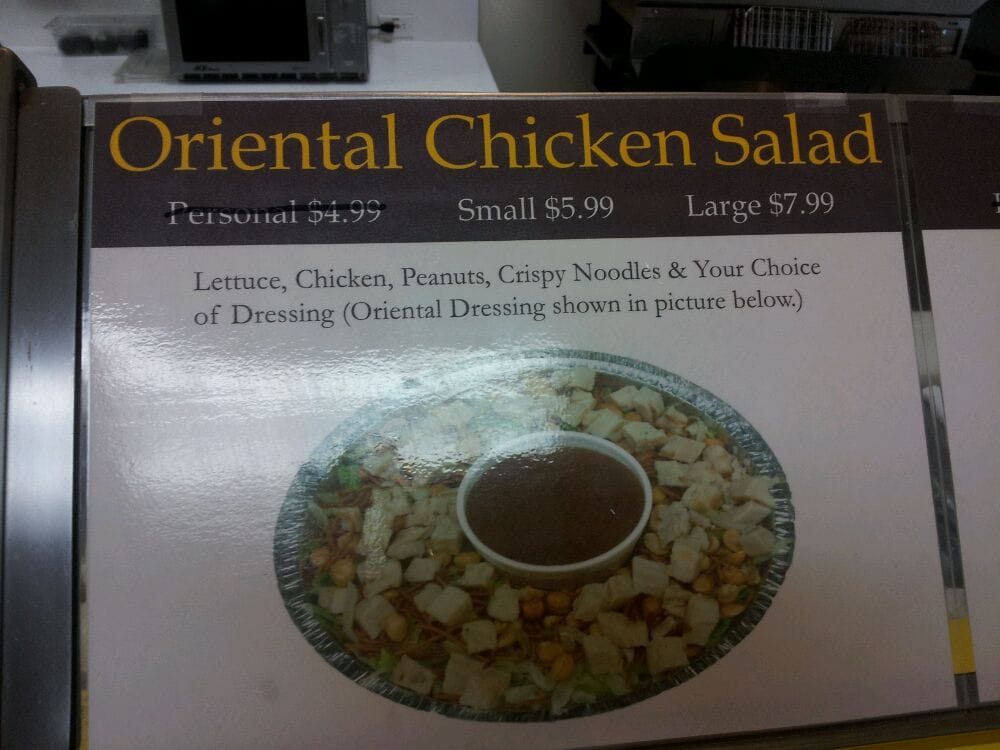 Oriental Chicken Salad
Personal $4.99 Small $5.99 Large $7.99
Lettuce, Chicken, Peanuts, Crispy Noodles & Your Choice
of Dressing (Oriental Dressing shown in picture below.)